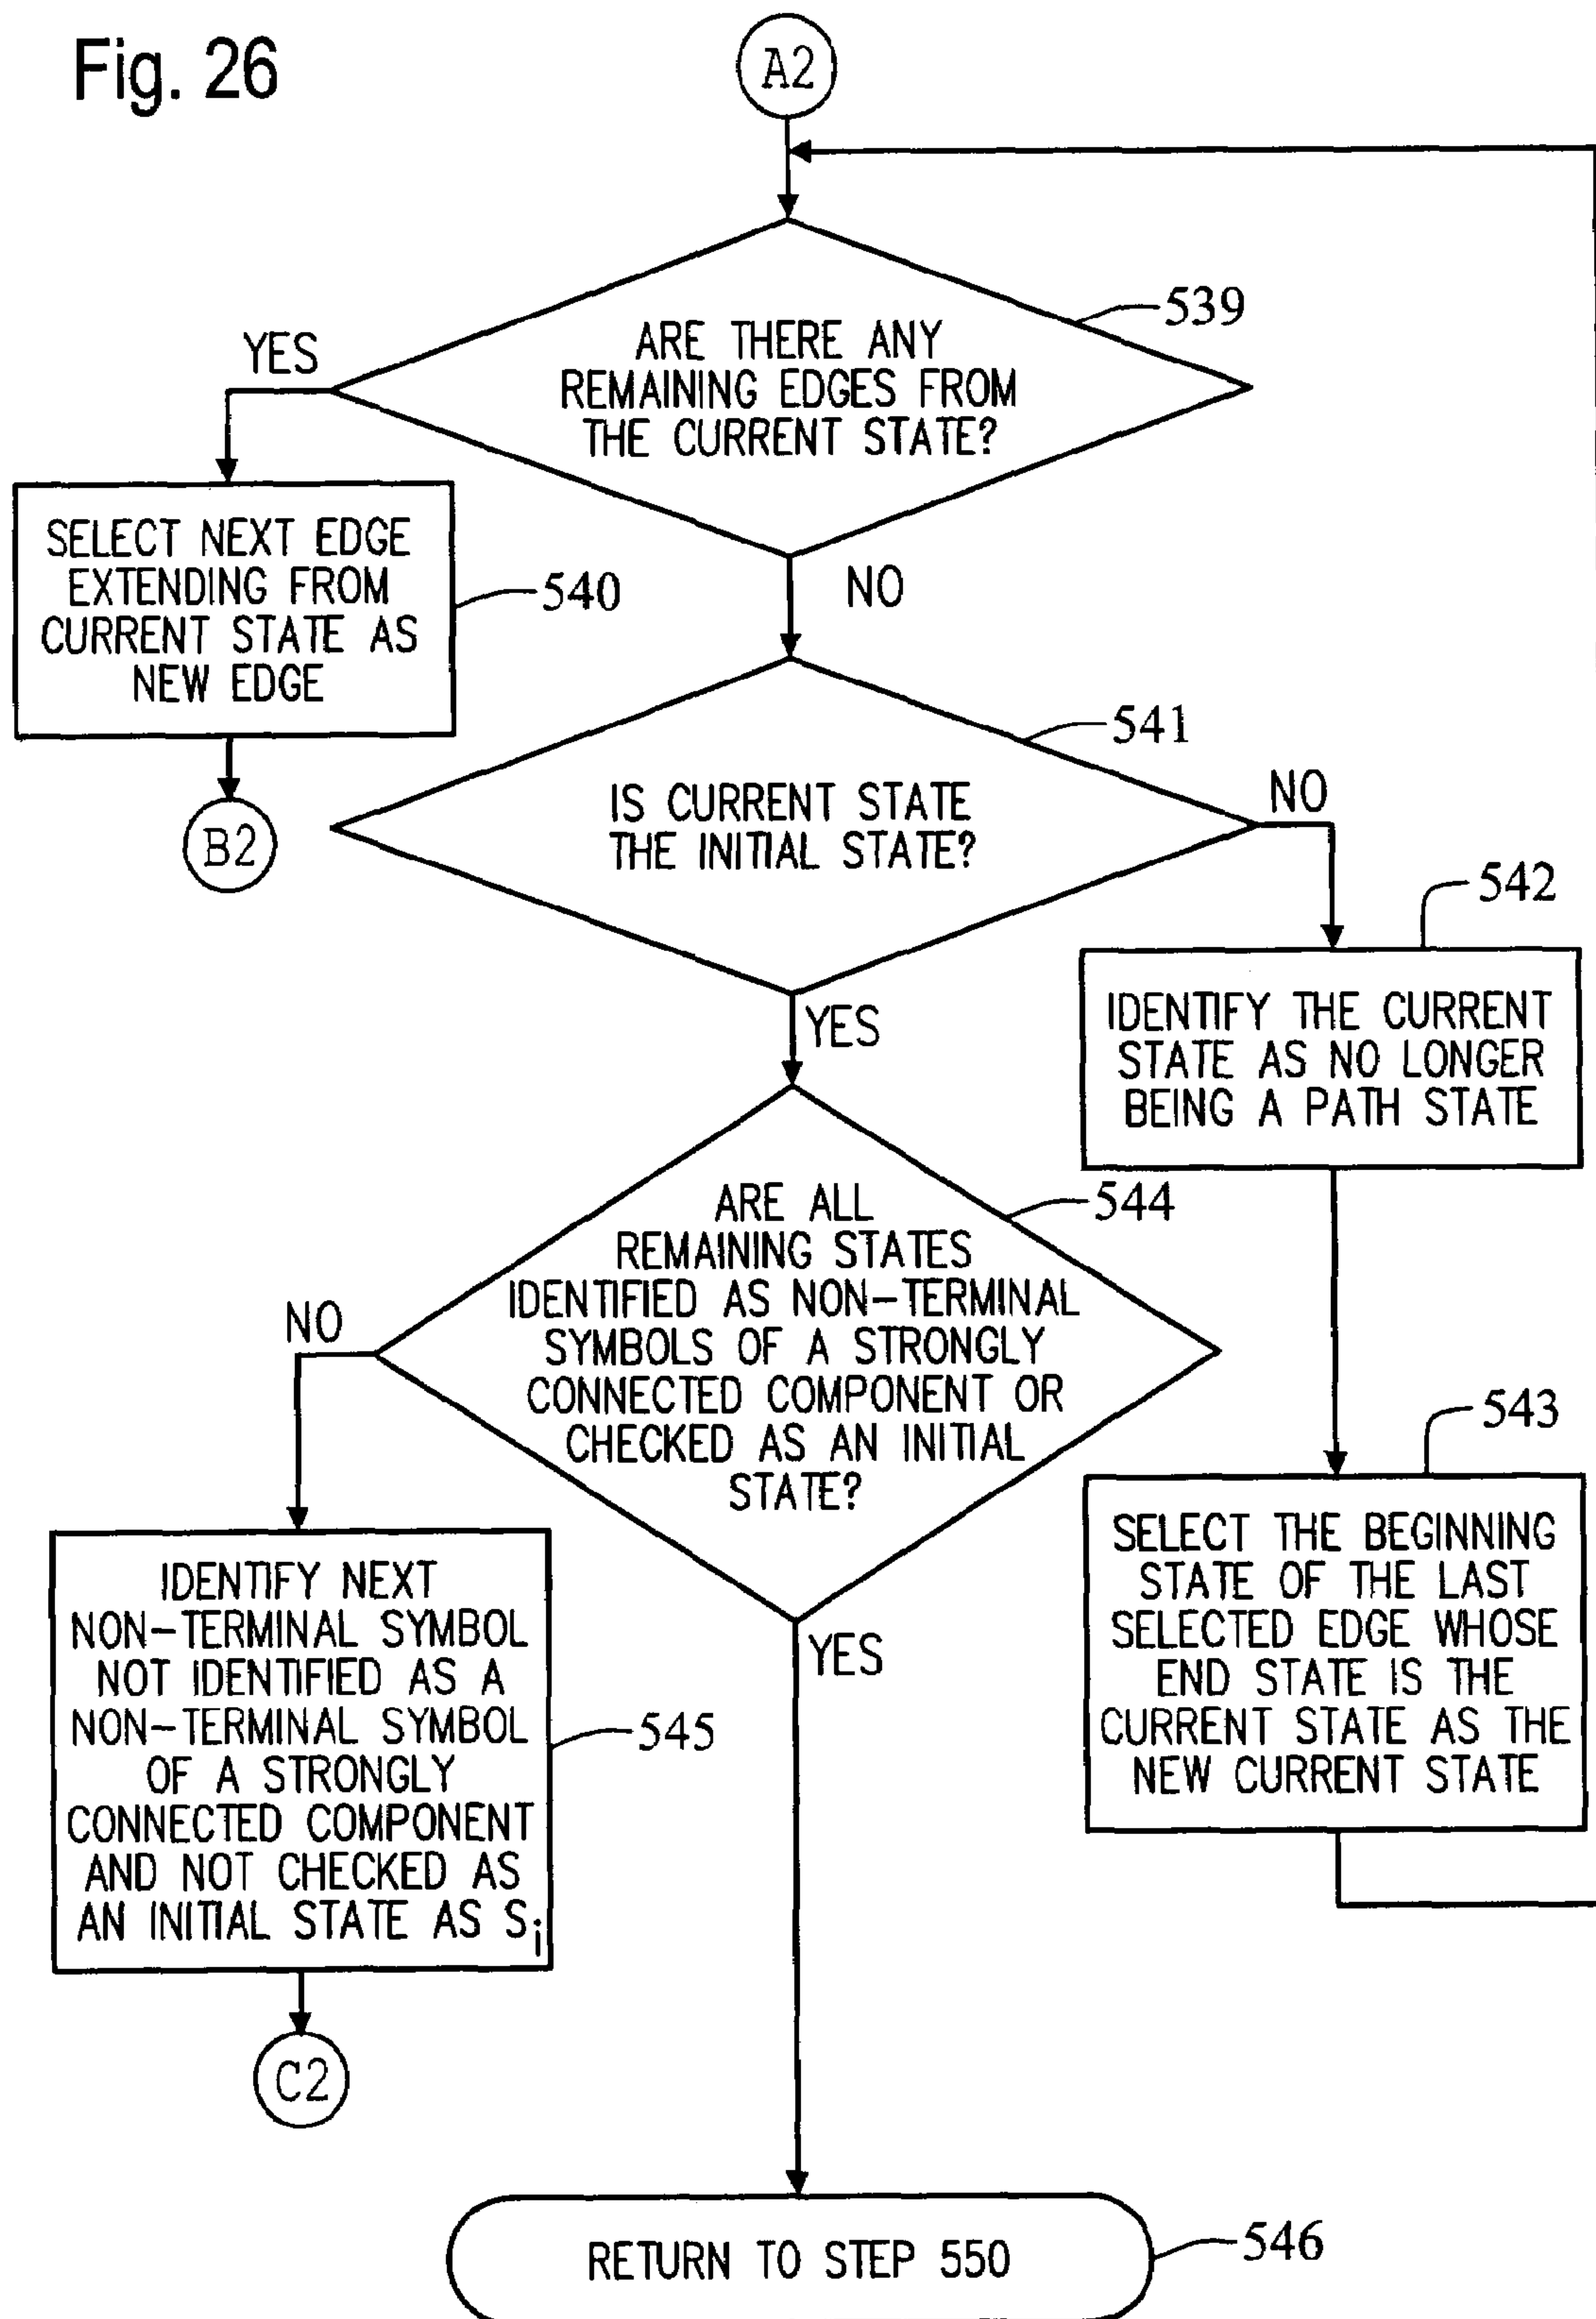 Fig. 26
A2
539
YES
ARE THERE ANY
REMAINING EDGES FROM
THE CURRENT STATE?
SELECT NEXT EDGE
EXTENDING FROM
CURRENT STATE AS
NEW EDGE
540
NO
541
B2
IS CURRENT STATE
THE INITIAL STATE?
NO
542
YES
IDENTIFY THE CURRENT
STATE AS NO LONGER
BEING A PATH STATE
544
ARE ALL
REMAINING STATES
IDENTIFIED AS NON-TERMINAL
SYMBOLS OF A STRONGLY
CONNECTED COMPONENT OR
CHECKED AS AN INITIAL
STATE?
NO
543
SELECT THE BEGINNING
STATE OF THE LAST
SELECTED EDGE WHOSE
END STATE IS THE
CURRENT STATE AS THE
NEW CURRENT STATE
YES
IDENTIFY NEXT
NON-TERMINAL SYMBOL
NOT IDENTIFIED AS A
NON-TERMINAL SYMBOL
OF A STRONGLY
CONNECTED COMPONENT
AND NOT CHECKED AS
AN INITIAL STATE AS Si
545
C2
RETURN TO STEP 550
546